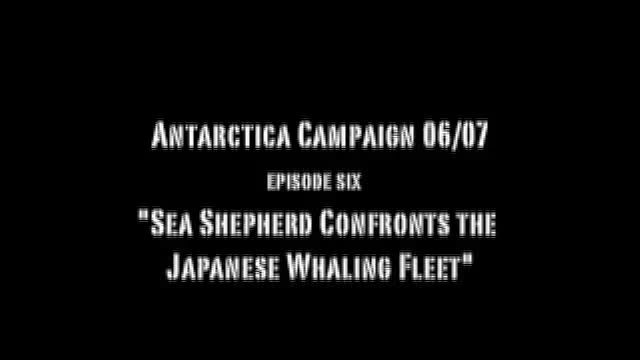 Antarctica Campaign 06/07
episode six
"Sea Shepherd Confronts the
Japanese Whaling Fleet"